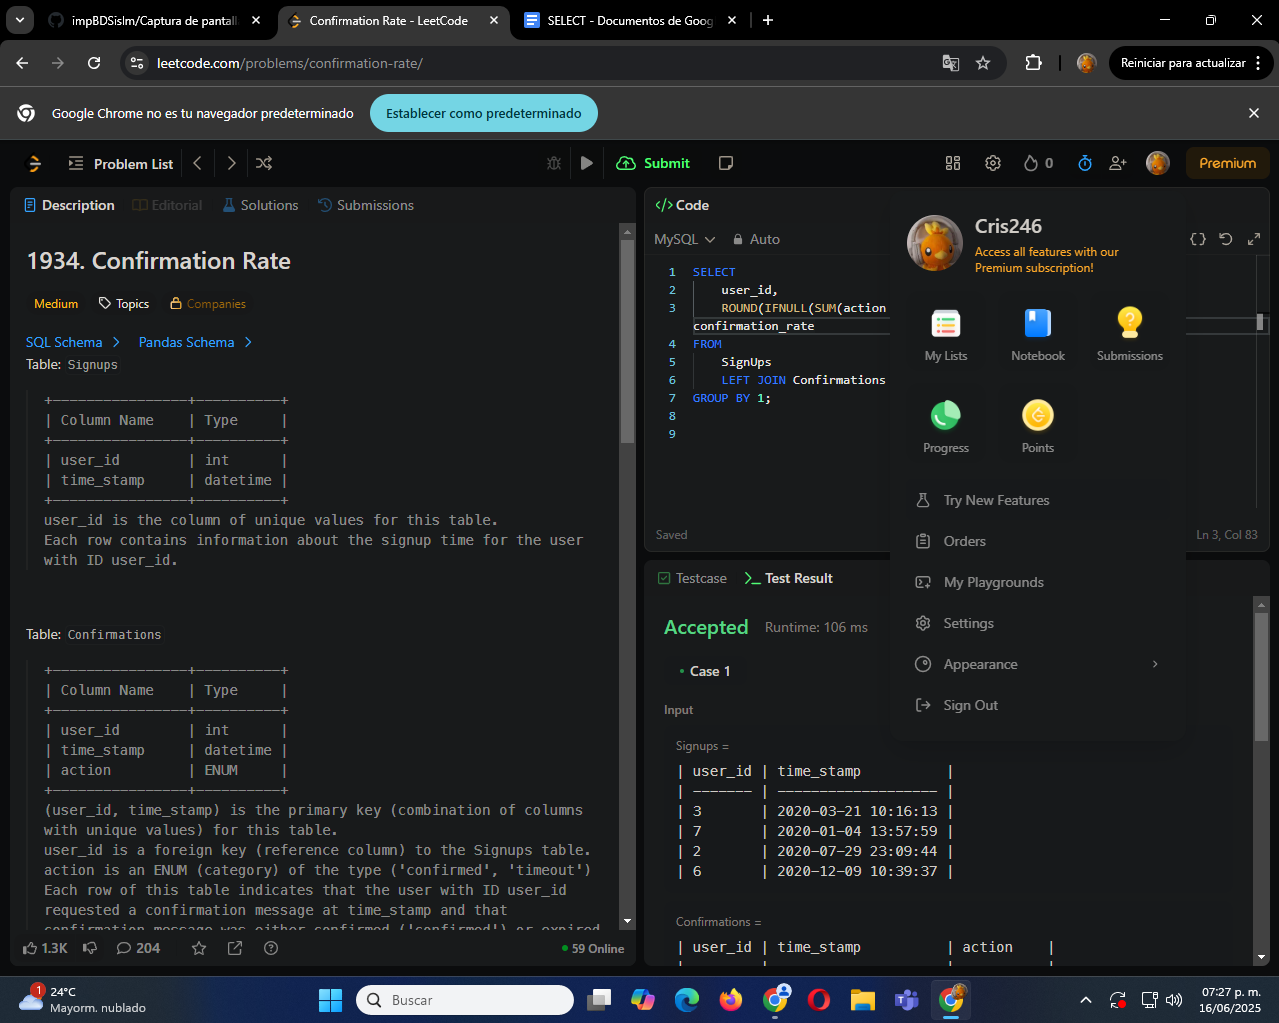 impBDSislm/Captura de pantall
Confirmation Rate - LeetCode
SELECT - Documentos de Goog
leetcode.com/problems/confirmation-rate/
Reiniciar para actualizar
Google Chrome no es tu navegador predeterminado
Establecer como predeterminado
Problem List
Submit
0
Premium
Description
Editorial
Solutions
Submissions
1934. Confirmation Rate
Medium
Topics
Companies
SQL Schema
Pandas Schema
Table: Signups
+----------------+----------+
| Column Name    | Type     |
+----------------+----------+
| user_id        | int      |
| time_stamp     | datetime |
+----------------+----------+
user_id is the column of unique values for this table.
Each row contains information about the signup time for the user
with ID user_id.
Table: Confirmations
+----------------+----------+
| Column Name    | Type     |
+----------------+----------+
| user_id        | int      |
| time_stamp     | datetime |
| action         | ENUM     |
+----------------+----------+
(user_id, time_stamp) is the primary key (combination of columns
with unique values) for this table.
user_id is a foreign key (reference column) to the Signups table.
action is an ENUM (category) of the type ('confirmed', 'timeout')
Each row of this table indicates that the user with ID user_id
requested a confirmation message at time_stamp and that
confirmation message was either confirmed ('confirmed') or expired
1.3K
204
59 Online
Code
MySQL
Auto
1 SELECT
2 user_id,
3 ROUND(IFNULL(SUM(action
confirmation_rate
4 FROM
5 SignUps
6 LEFT JOIN Confirmations
7 GROUP BY 1;
8
9
Saved
Ln 3, Col 83
Cris246
Access all features with our
Premium subscription!
My Lists
Notebook
Submissions
Progress
Points
Try New Features
Orders
My Playgrounds
Settings
Appearance
Sign Out
Testcase
Test Result
Accepted
Runtime: 106 ms
Case 1
Input
Signups =
| user_id | time_stamp          |
| ------- | ------------------- |
| 3       | 2020-03-21 10:16:13 |
| 7       | 2020-01-04 13:57:59 |
| 2       | 2020-07-29 23:09:44 |
| 6       | 2020-12-09 10:39:37 |
Confirmations =
| user_id | time_stamp          | action    |
1
24°C
Mayorm. nublado
Buscar
07:27 p. m.
16/06/2025